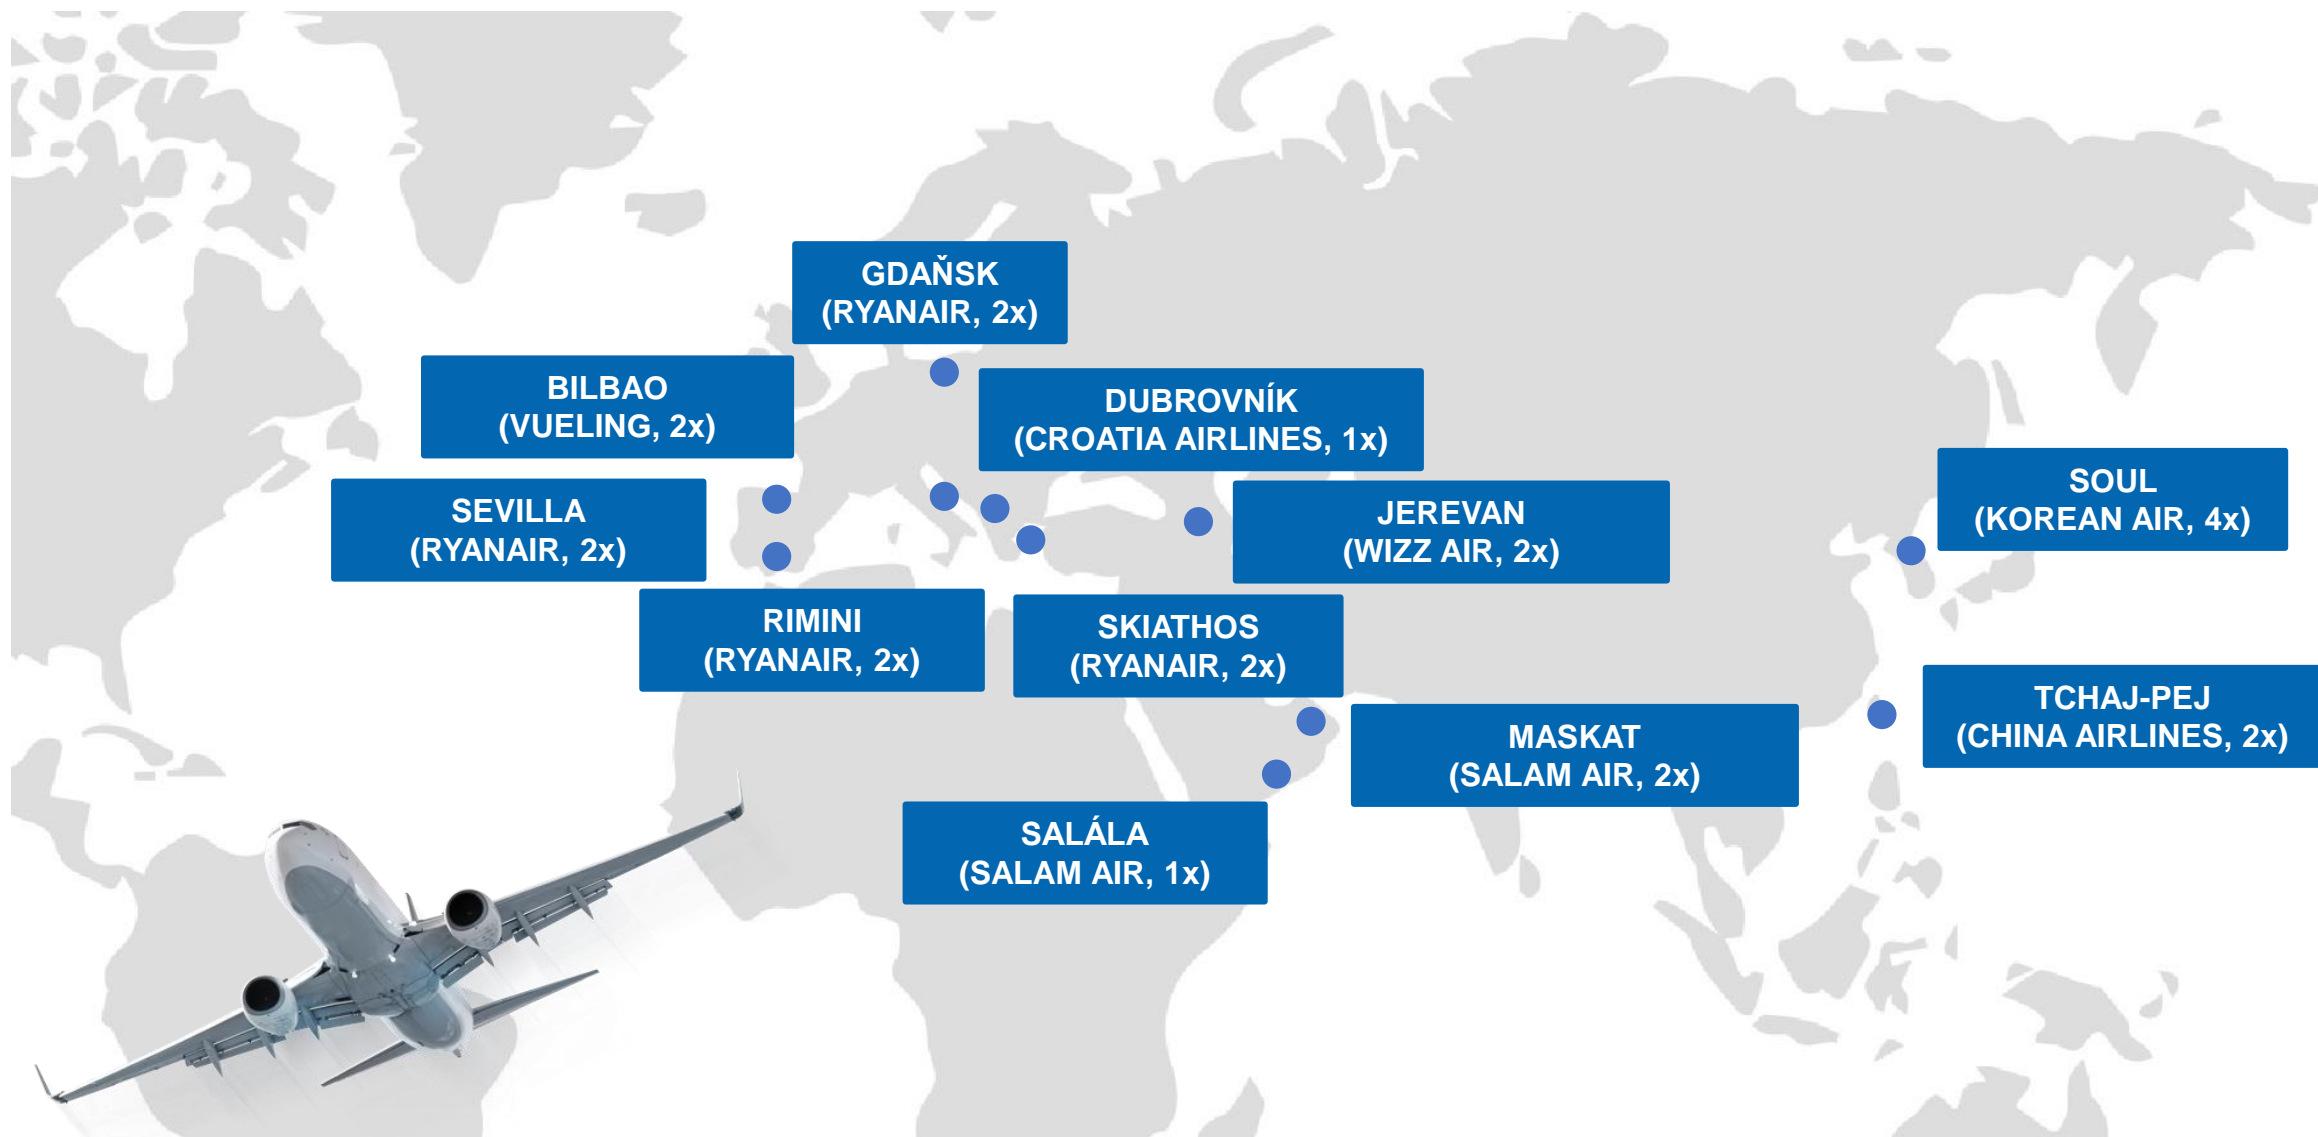 GDAŇSK
(RYANAIR, 2x)
BILBAO
(VUELING, 2x)
DUBROVNÍK
(CROATIA AIRLINES, 1x)
SEVILLA
(RYANAIR, 2x)
JEREVAN
(WIZZ AIR, 2x)
SOUL
(KOREAN AIR, 4x)
RIMINI
(RYANAIR, 2x)
SKIATHOS
(RYANAIR, 2x)
TCHAJ-PEJ
(CHINA AIRLINES, 2x)
MASKAT
(SALAM AIR, 2x)
SALÁLA
(SALAM AIR, 1x)